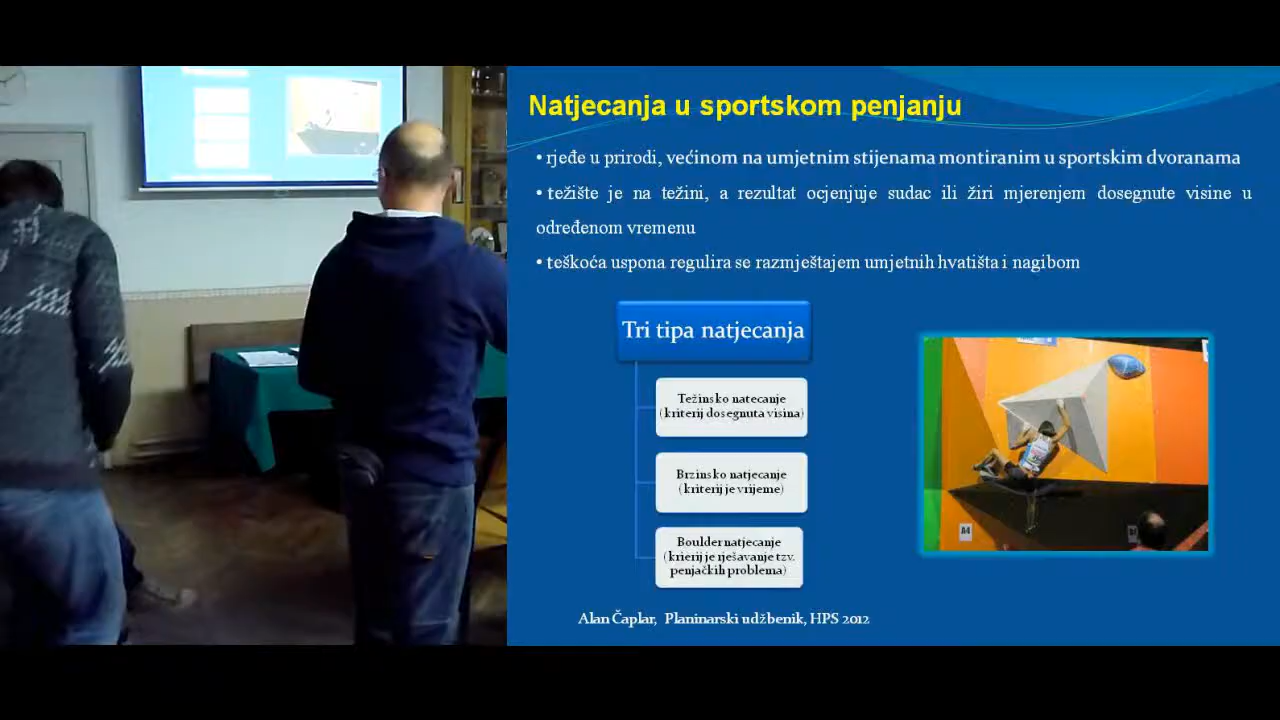 Natjecanja u sportskom penjanju
• rjeđe u prirodi, većinom na umjetnim stijenama montiranim u sportskim dvoranama
• težište je na težini, a rezultat ocjenjuje sudac ili žiri mjerenjem dosegnute visine u
određenom vremenu
• teškoća uspona regulira se razmještajem umjetnih hvatišta i nagibom
Tri tipa natjecanja
Težinsko natecanje
(kriterij dosegnuta visina)
Brzinsko natjecanje
(kriterij je vrijeme)
Boulder natjecanje
(krierij je rješavanje tzv.
penjačkih problema)
A4
Alan Čaplar, Planinarski udžbenik, HPS 2012